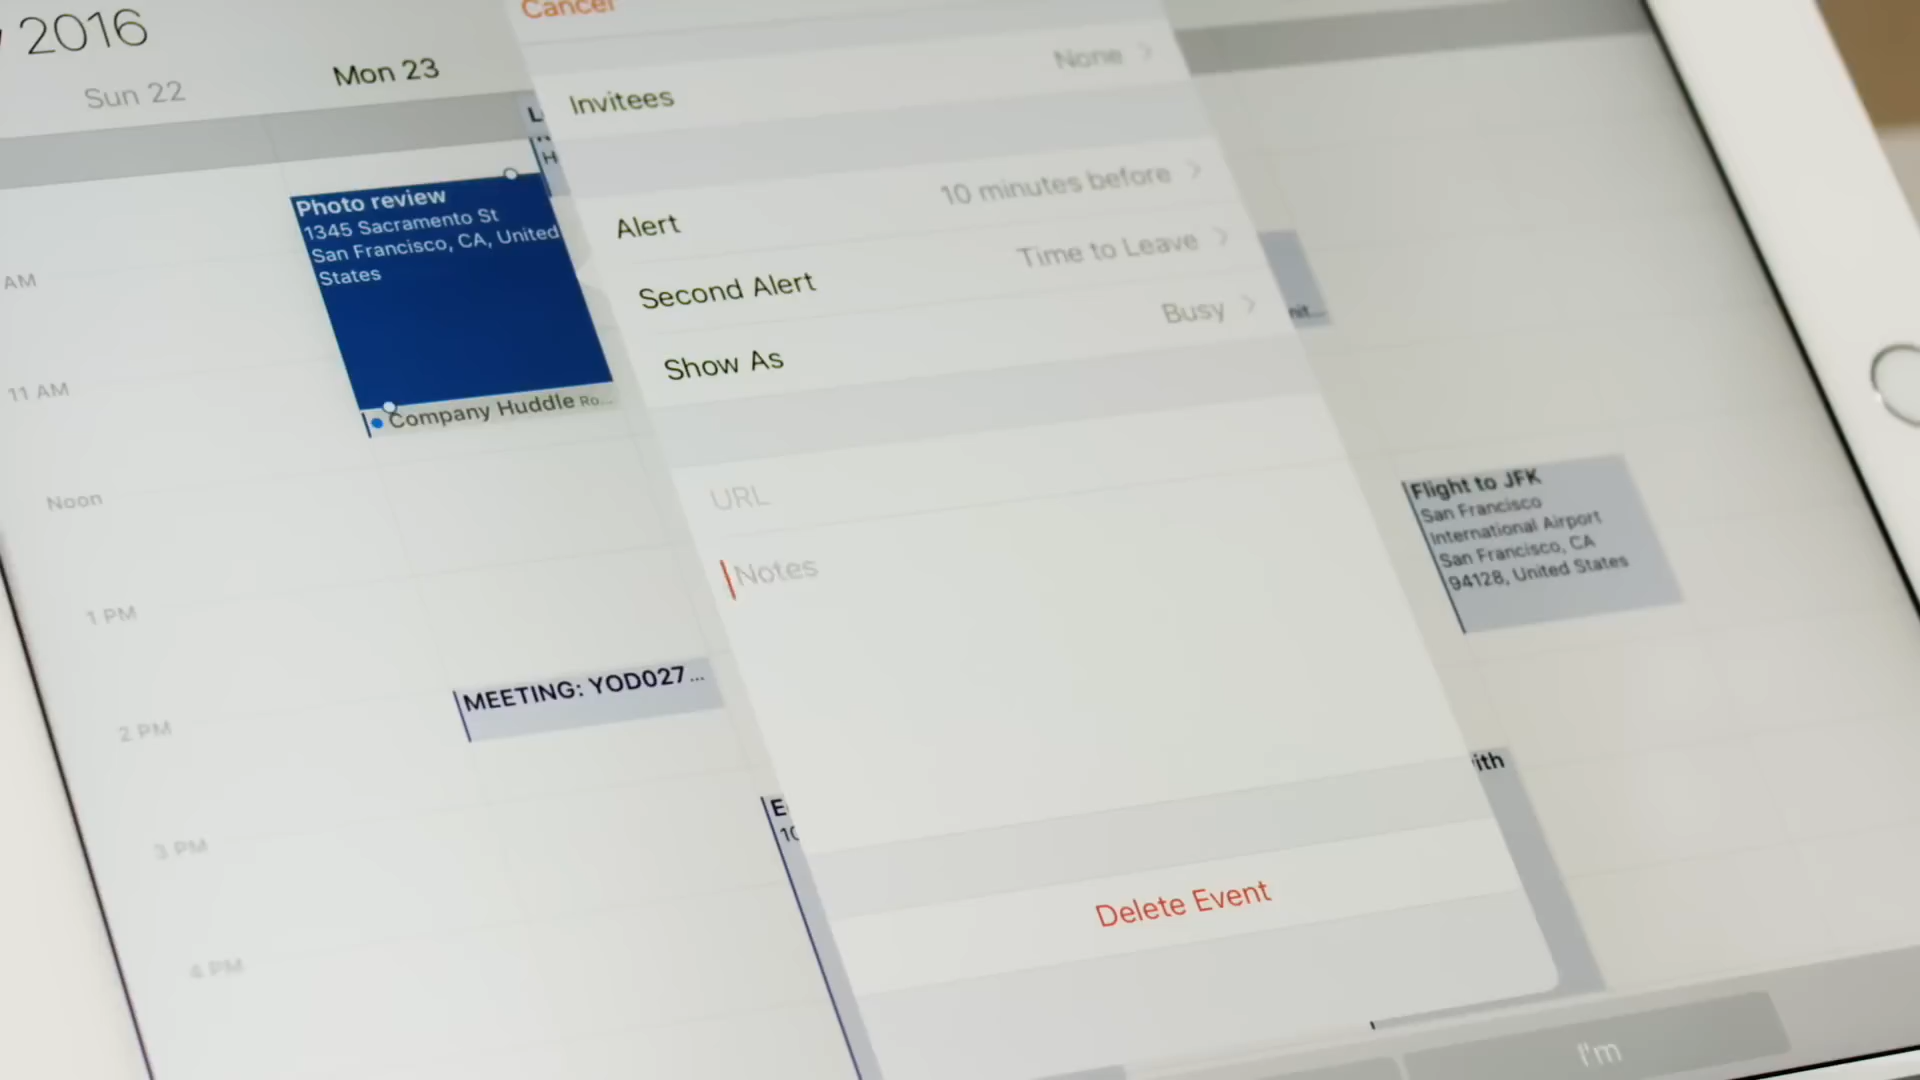 2016
Sun 22
Mon 23
Cancel
Invitees
None
Alert
10 minutes before
Second Alert
Time to Leave
Show As
Busy
URL
Notes
Delete Event
Photo review
1345 Sacramento St
San Francisco, CA, United
States
Company Huddle Ro...
MEETING: YOD027...
Flight to JFK
San Francisco
International Airport
San Francisco, CA
94128, United States
AM
11 AM
Noon
1 PM
2 PM
3 PM
4 PM
I'm